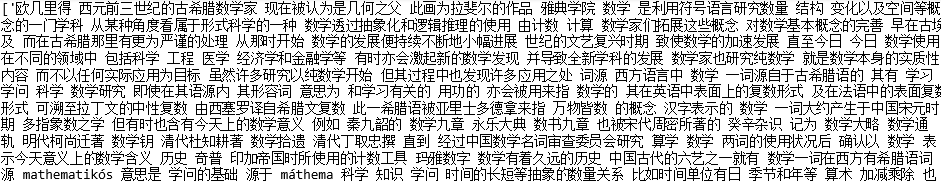 ['欧几里得 西元前三世纪的古希腊数学家 现在被认为是几何之父 此画为拉斐尔的作品 雅典学院 数学 是利用符号语言研究数量 结构 变化以及空间等概
念的一门学科 从某种角度看属于形式科学的一种 数学透过抽象化和逻辑推理的使用 由计数 计算 数学家们拓展这些概念 对数学基本概念的完善 早在古埃
及 而在古希腊那里有更为严谨的处理 从那时开始 数学的发展便持续不断地小幅进展 世纪的文艺复兴时期 致使数学的加速发展 直至今日 今日 数学使用
在不同的领域中 包括科学 工程 医学 经济学和金融学等 有时亦会激起新的数学发现 并导致全新学科的发展 数学家也研究纯数学 就是数学本身的实质性
内容 而不以任何实际应用为目标 虽然许多研究以纯数学开始 但其过程中也发现许多应用之处 词源 西方语言中 数学 一词源自于古希腊语的 其有 学习
学问 科学 数学研究 即使在其语源内 其形容词 意思为 和学习有关的 用功的 亦会被用来指 数学的 其在英语中表面上的复数形式 及在法语中的表面复数
形式 可溯至拉丁文的中性复数 由西塞罗译自希腊文复数 此一希腊语被亚里士多德拿来指 万物皆数 的概念 汉字表示的 数学 一词大约产生于中国宋元时
期 多指象数之学 但有时也含有今天上的数学意义 例如 秦九韶的 数学九章 永乐大典 数书九章 也被宋代周密所著的 癸辛杂识 记为 数学大略 数学通
轨 明代柯尚迁著 数学钥 清代杜知耕著 数学拾遗 清代丁取忠撰 直到 经过中国数学名词审查委员会研究 算学 数学 两词的使用状况后 确认以 数学 表
示今天意义上的数学含义 历史 奇普 印加帝国时所使用的计数工具 玛雅数字 数学有着久远的历史 中国古代的六艺之一就有 数学一词在西方有希腊语词
源 mathematikós 意思是 学问的基础 源于 máthema 科学 知识 学问 时间的长短等抽象的数量关系 比如时间单位有日 季节和年等 算术 加减乘除 也